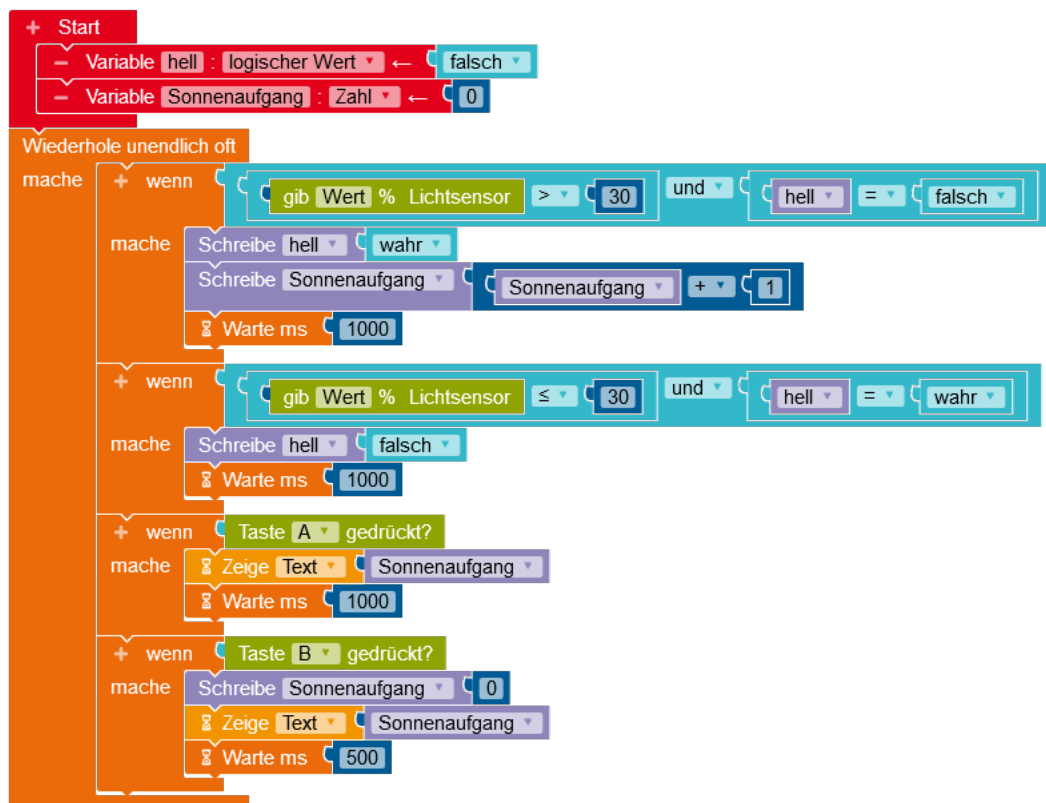 + Start
– Variable hell : logischer Wert ← falsch
– Variable Sonnenaufgang : Zahl ← 0
Wiederhole unendlich oft
mache + wenn gib Wert % Lichtsensor > 30 und hell = falsch
mache Schreibe hell wahr
Schreibe Sonnenaufgang Sonnenaufgang + 1
Warte ms 1000
+ wenn gib Wert % Lichtsensor ≤ 30 und hell = wahr
mache Schreibe hell falsch
Warte ms 1000
+ wenn Taste A gedrückt?
mache Zeige Text Sonnenaufgang
Warte ms 1000
+ wenn Taste B gedrückt?
mache Schreibe Sonnenaufgang 0
Zeige Text Sonnenaufgang
Warte ms 500